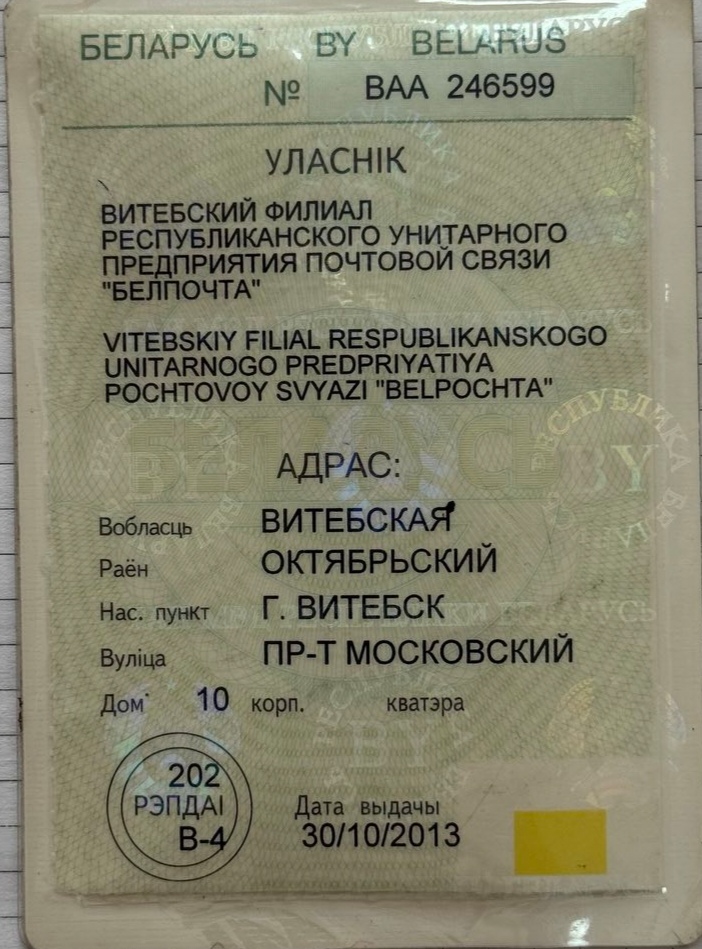 БЕЛАРУСЬ BY BELARUS
№ ВАА 246599
УЛАСНІК
ВИТЕБСКИЙ ФИЛИАЛ
РЕСПУБЛИКАНСКОГО УНИТАРНОГО
ПРЕДПРИЯТИЯ ПОЧТОВОЙ СВЯЗИ
"БЕЛПОЧТА"
VITEBSKIY FILIAL RESPUBLIKANSKOGO
UNITARNOGO PREDPRIYATIYA
POCHTOVOY SVYAZI "BELPOCHTA"
АДРАС:
Вобласць ВИТЕБСКАЯ
Раён ОКТЯБРЬСКИЙ
Нас. пункт Г. ВИТЕБСК
Вуліца ПР-Т МОСКОВСКИЙ
Дом 10 корп. кватэра
202
РЭПДАІ
В-4
Дата выдачы
30/10/2013